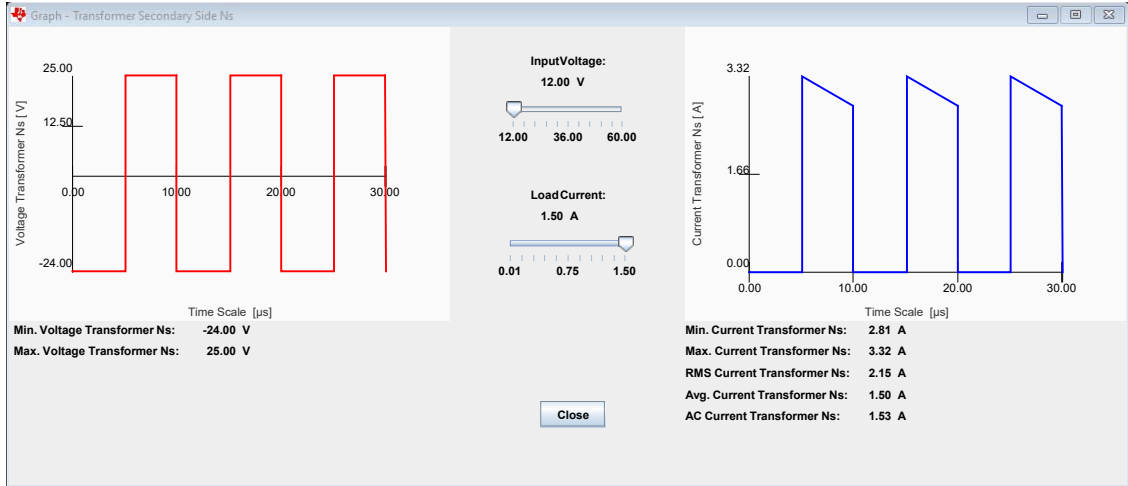 Graph - Transformer Secondary Side Ns
Voltage Transformer Ns [V]
25.00
12.50
0.00 10.00 20.00 30.00
-24.00
Time Scale [µs]
Min. Voltage Transformer Ns: -24.00 V
Max. Voltage Transformer Ns: 25.00 V
Input Voltage:
12.00 V
12.00 36.00 60.00
Load Current:
1.50 A
0.01 0.75 1.50
Close
Current Transformer Ns [A]
3.32
1.66
0.00
0.00 10.00 20.00 30.00
Time Scale [µs]
Min. Current Transformer Ns: 2.81 A
Max. Current Transformer Ns: 3.32 A
RMS Current Transformer Ns: 2.15 A
Avg. Current Transformer Ns: 1.50 A
AC Current Transformer Ns: 1.53 A